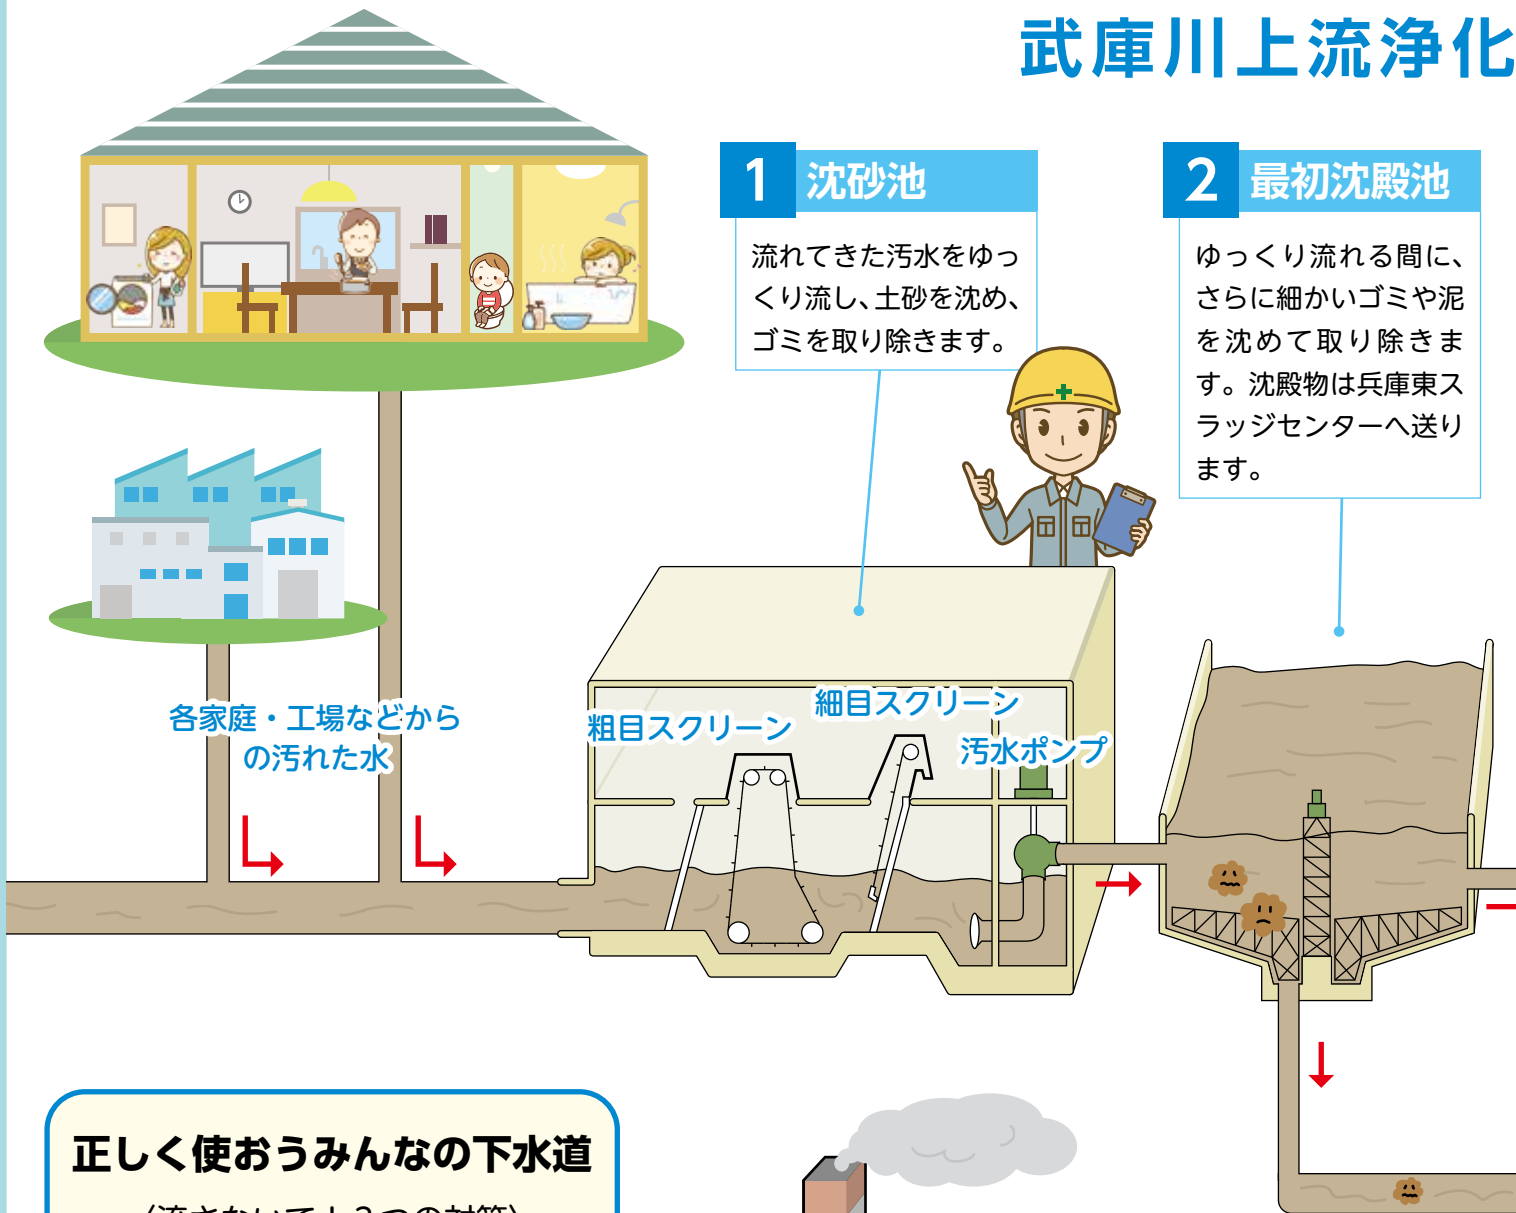 武庫川上流浄化
1 沈砂池
流れてきた汚水をゆっ
くり流し、土砂を沈め、
ゴミを取り除きます。
2 最初沈殿池
ゆっくり流れる間に、
さらに細かいゴミや泥
を沈めて取り除きま
す。沈殿物は兵庫東ス
ラッジセンターへ送り
ます。
各家庭・工場などから
の汚れた水
粗目スクリーン
細目スクリーン
汚水ポンプ
正しく使おうみんなの下水道